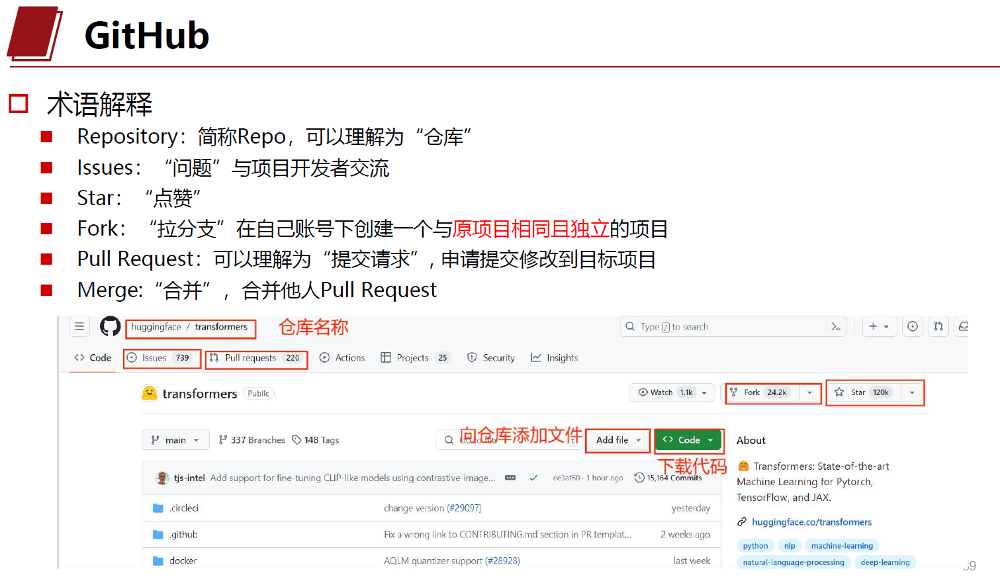 GitHub
术语解释
Repository：简称Repo，可以理解为“仓库”
Issues：“问题”与项目开发者交流
Star：“点赞”
Fork：“拉分支”在自己账号下创建一个与原项目相同且独立的项目
Pull Request：可以理解为“提交请求”，申请提交修改到目标项目
Merge:“合并”，合并他人Pull Request
huggingface / transformers 仓库名称 Type / to search
Code Issues 739 Pull requests 220 Actions Projects 25 Security Insights
transformers Public Watch 1.1k Fork 24.2k Star 120k
main 337 Branches 148 Tags 向仓库添加文件 Go to file t Add file Code About
下载代码
tjs-intel Add support for fine-tuning CLIP-like models using contrastive-image... ee3af60 · 1 hour ago 15,164 Commits
Transformers: State-of-the-art
Machine Learning for Pytorch,
TensorFlow, and JAX.
.circleci change version (#29097) yesterday
huggingface.co/transformers
.github Fix a wrong link to CONTRIBUTING.md section in PR templat... 2 weeks ago
python nlp machine-learning
docker AQLM quantizer support (#28928) last week
natural-language-processing deep-learning